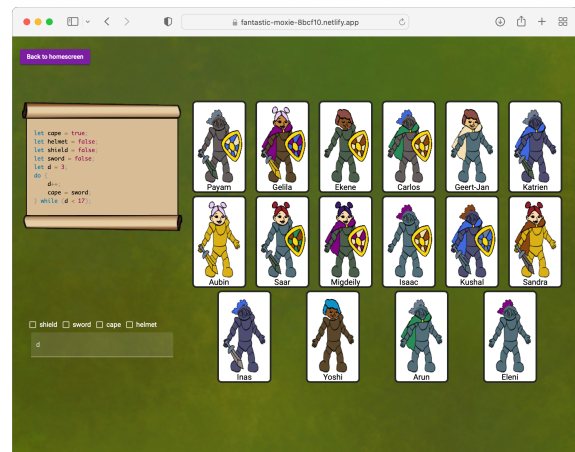 fantastic-moxie-8bcf10.netlify.app
Back to homescreen
let cape = true;
let helmet = false;
let shield = false;
let sword = false;
let d = 3;
do {
d++;
cape = sword;
} while (d < 17);
Payam
Gelila
Ekene
Carlos
Geert-Jan
Katrien
Aubin
Saar
Migdeily
Isaac
Kushal
Sandra
shield sword cape helmet
d
Inas
Yoshi
Arun
Eleni